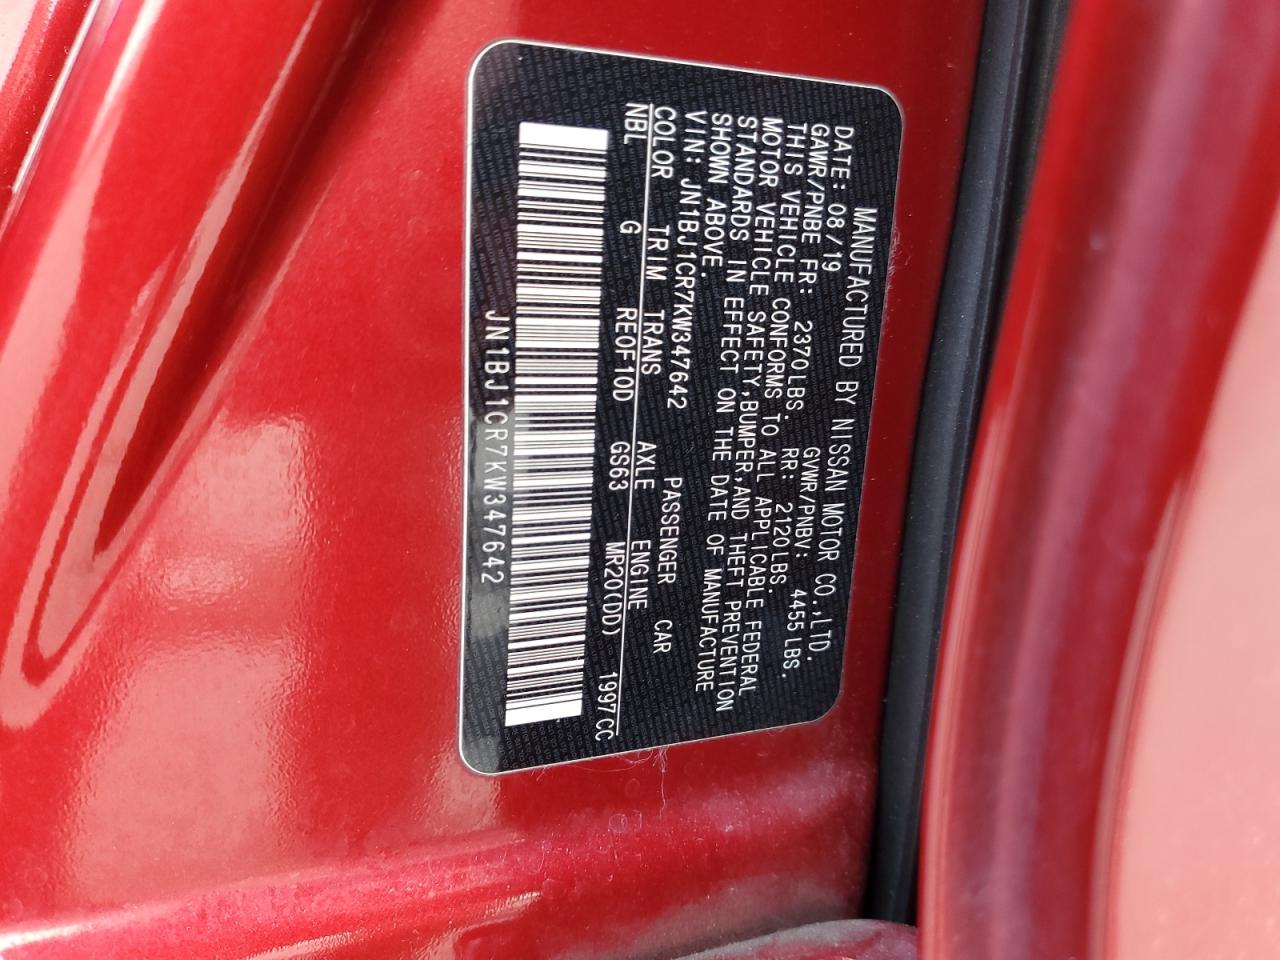 MANUFACTURED BY NISSAN MOTOR CO.,LTD.
DATE: 08/19 GVWR/PNBV: 4455LBS.
GAWR/PNBE FR: 2370LBS. RR: 2120LBS.
THIS VEHICLE CONFORMS TO ALL APPLICABLE FEDERAL
MOTOR VEHICLE SAFETY,BUMPER,AND THEFT PREVENTION
STANDARDS IN EFFECT ON THE DATE OF MANUFACTURE
SHOWN ABOVE.
VIN: JN1BJ1CR7KW347642 PASSENGER CAR
COLOR TRIM TRANS AXLE ENGINE
NBL G RE0F10D GS63 MR20(DD) 1997CC
JN1BJ1CR7KW347642